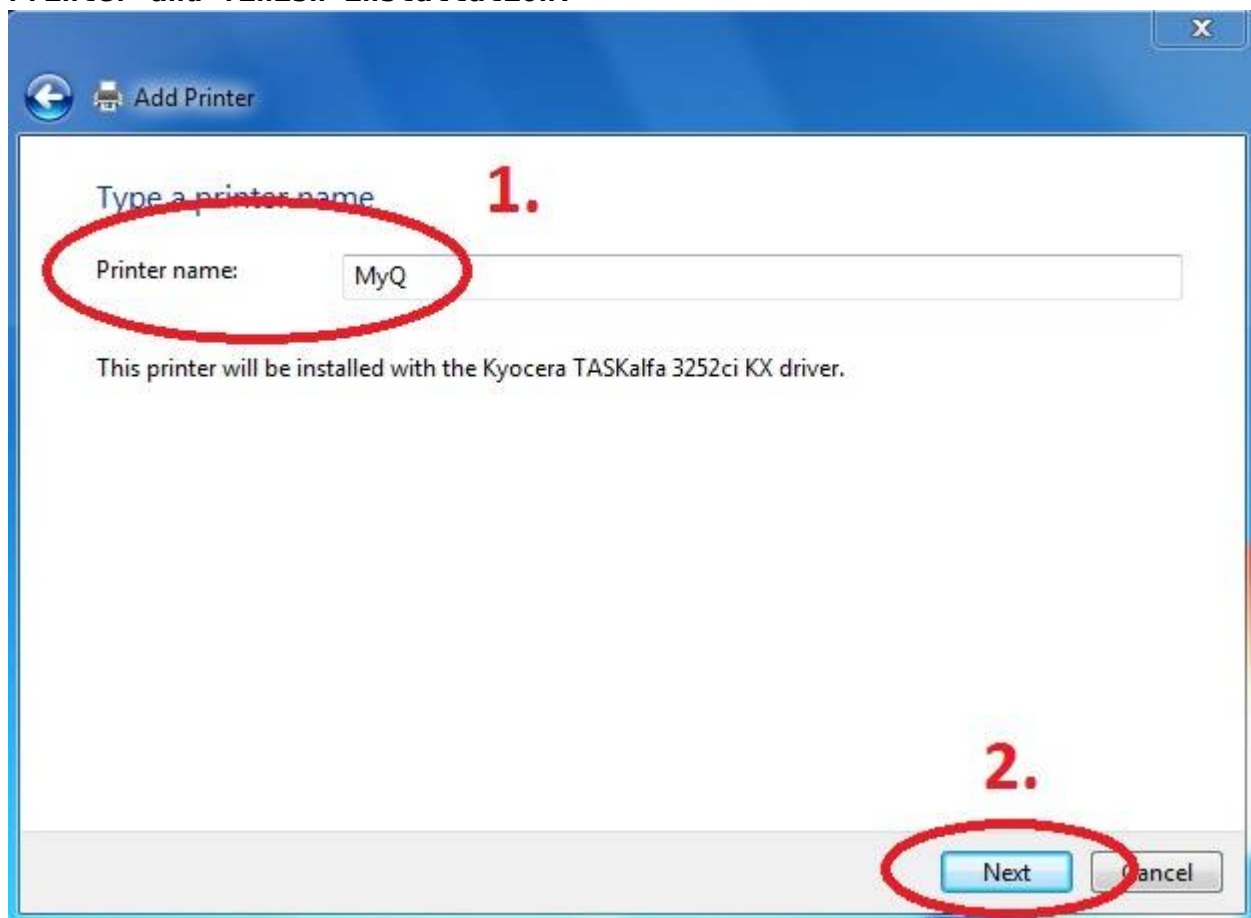 Add Printer
Type a printer name
1.
Printer name:
MyQ
This printer will be installed with the Kyocera TASKalfa 3252ci KX driver.
2.
Next
Cancel